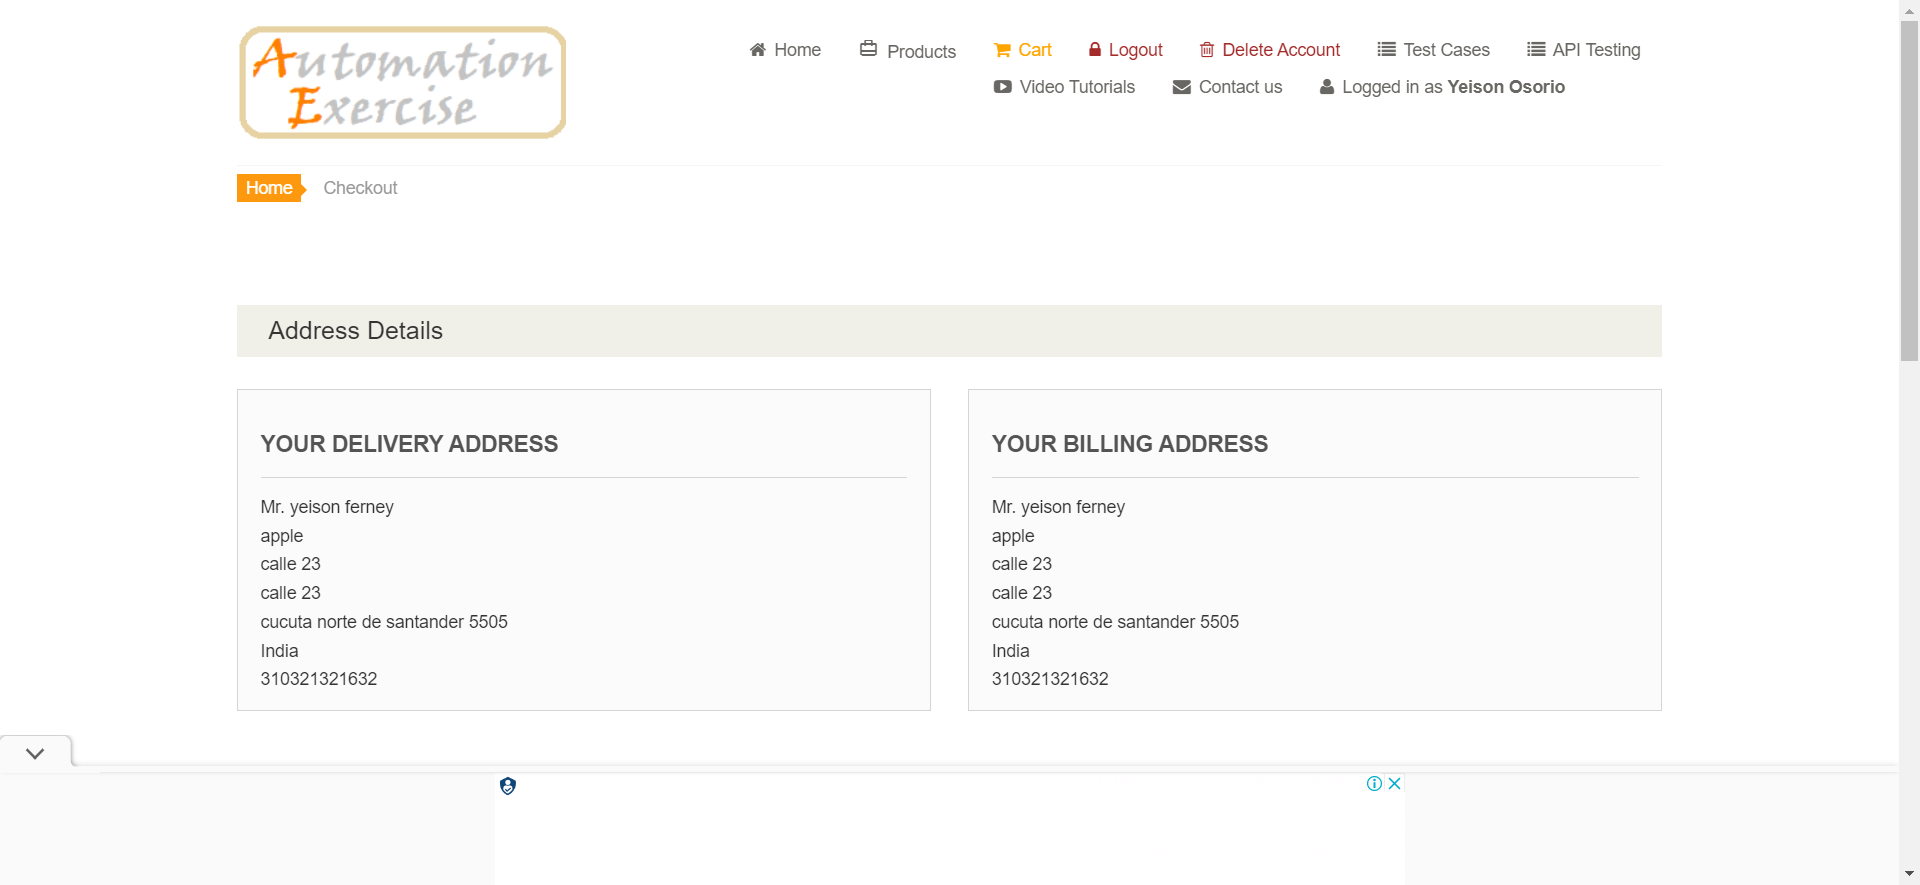 Automation
Exercise
Home
Products
Cart
Logout
Delete Account
Test Cases
API Testing
Video Tutorials
Contact us
Logged in as Yeison Osorio
Home
Checkout
Address Details
YOUR DELIVERY ADDRESS
Mr. yeison ferney
apple
calle 23
calle 23
cucuta norte de santander 5505
India
310321321632
YOUR BILLING ADDRESS
Mr. yeison ferney
apple
calle 23
calle 23
cucuta norte de santander 5505
India
310321321632